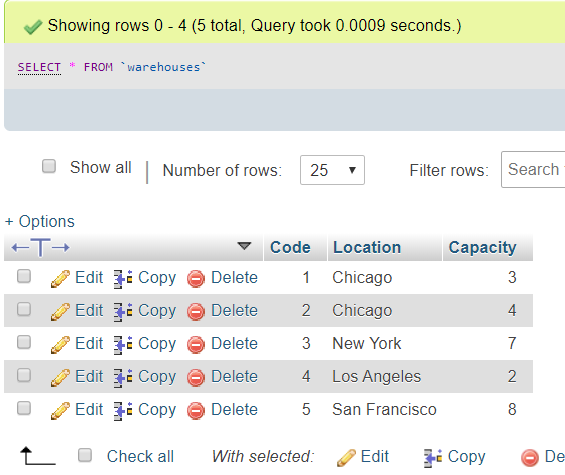 Showing rows 0 - 4 (5 total, Query took 0.0009 seconds.)
SELECT * FROM `warehouses`
Show all | Number of rows: 25 Filter rows: Search
+ Options
Code Location Capacity
Edit Copy Delete 1 Chicago 3
Edit Copy Delete 2 Chicago 4
Edit Copy Delete 3 New York 7
Edit Copy Delete 4 Los Angeles 2
Edit Copy Delete 5 San Francisco 8
Check all With selected: Edit Copy De